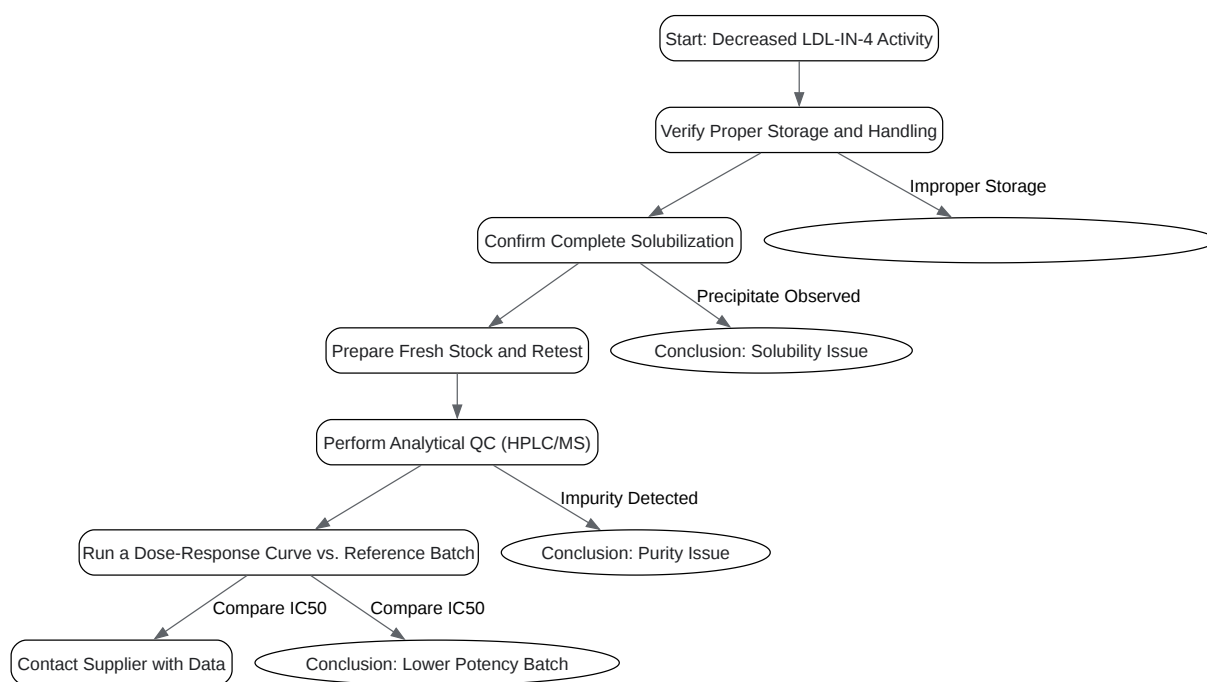 Start: Decreased LDL-IN-4 Activity
Verify Proper Storage and Handling
Improper Storage
Confirm Complete Solubilization
Precipitate Observed
Prepare Fresh Stock and Retest
Conclusion: Solubility Issue
Perform Analytical QC (HPLC/MS)
Impurity Detected
Run a Dose-Response Curve vs. Reference Batch
Conclusion: Purity Issue
Compare IC50
Compare IC50
Contact Supplier with Data
Conclusion: Lower Potency Batch